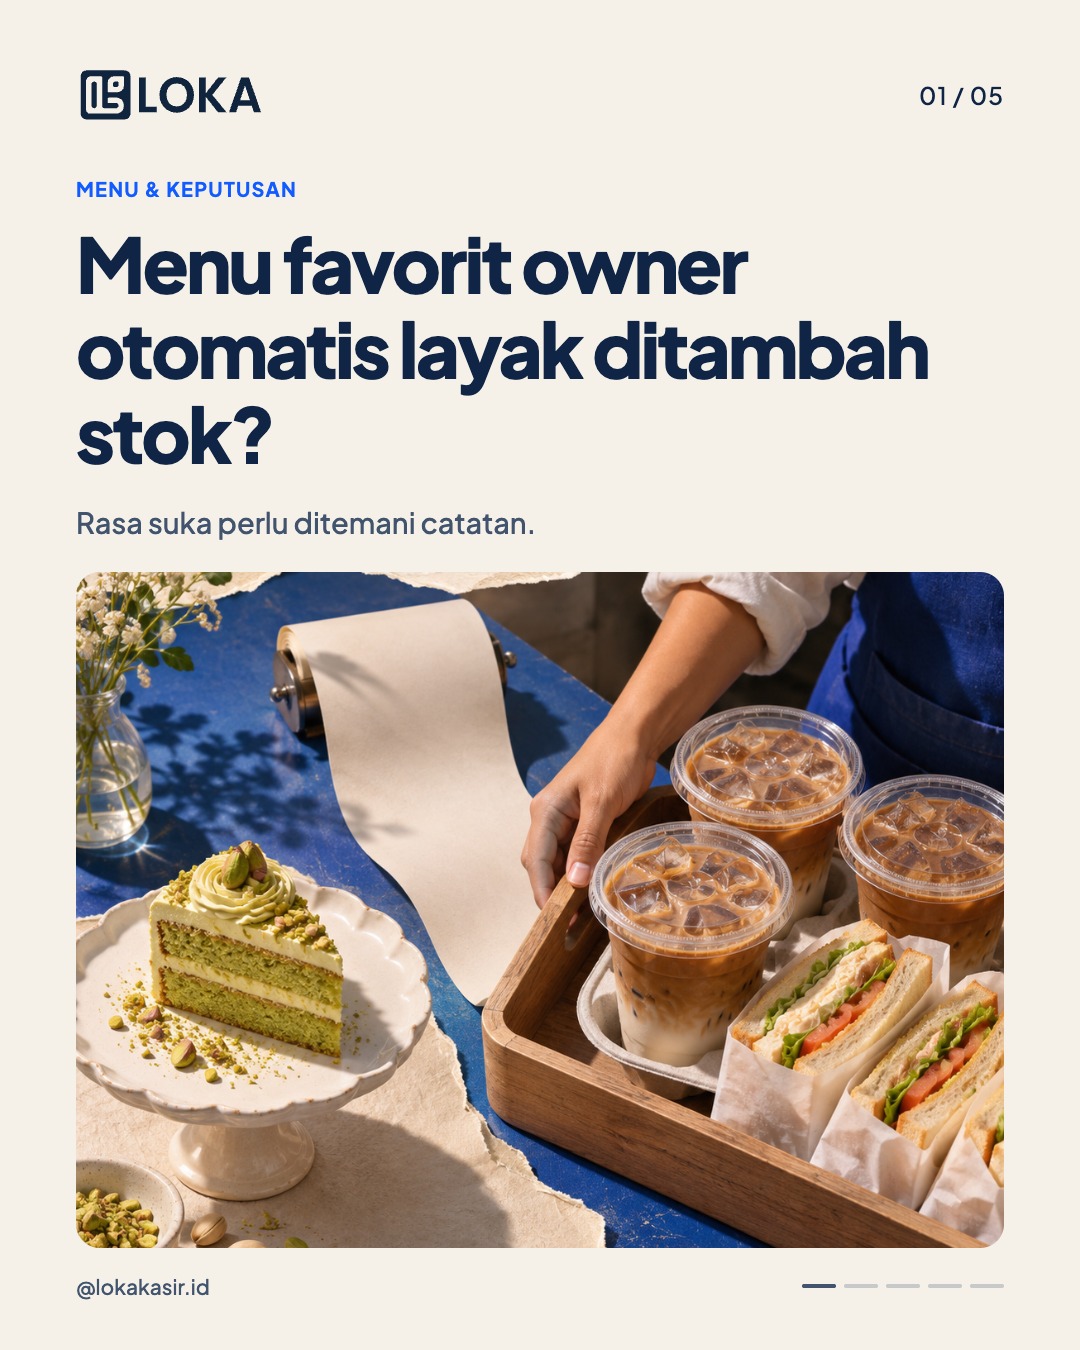 LOKA
01 / 05
MENU & KEPUTUSAN
Menu favorit owner
otomatis layak ditambah
stok?
Rasa suka perlu ditemani catatan.
@lokakasir.id